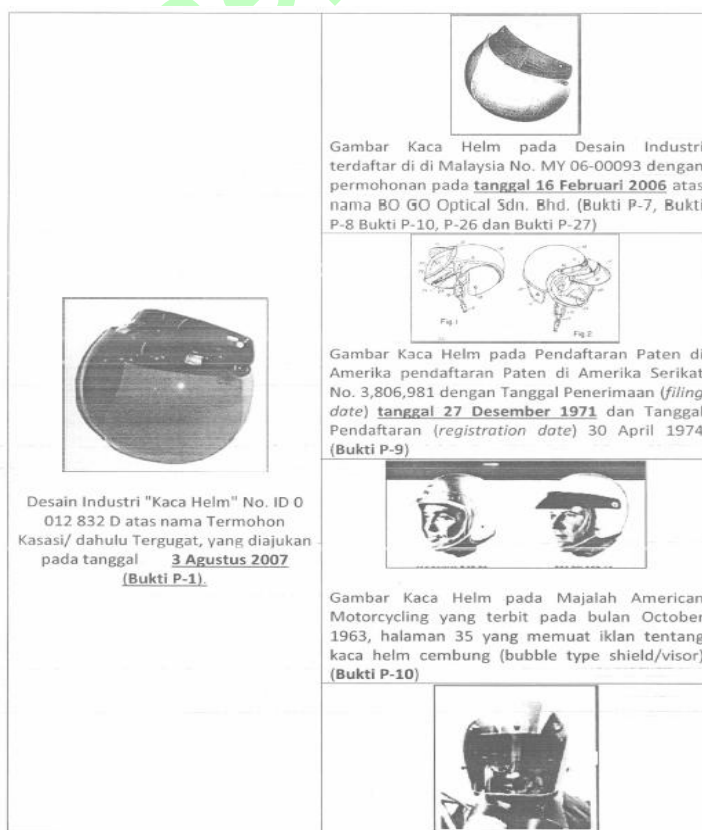 Desain Industri "Kaca Helm" No. ID 0
012 832 D atas nama Termohon
Kasasi/ dahulu Tergugat, yang diajukan
pada tanggal 3 Agustus 2007
(Bukti P-1).
Gambar Kaca Helm pada Desain Industri
terdaftar di di Malaysia No. MY 06-00093 dengan
permohonan pada tanggal 16 Februari 2006 atas
nama BO GO Optical Sdn. Bhd. (Bukti P-7, Bukti
P-8 Bukti P-10, P-26 dan Bukti P-27)
Fig.1
Fig 2
Gambar Kaca Helm pada Pendaftaran Paten di
Amerika pendaftaran Paten di Amerika Serikat
No. 3,806,981 dengan Tanggal Penerimaan (filing
date) tanggal 27 Desember 1971 dan Tanggal
Pendaftaran (registration date) 30 April 1974
(Bukti P-9)
Gambar Kaca Helm pada Majalah American
Motorcycling yang terbit pada bulan October
1963, halaman 35 yang memuat iklan tentang
kaca helm cembung (bubble type shield/visor)
(Bukti P-10)